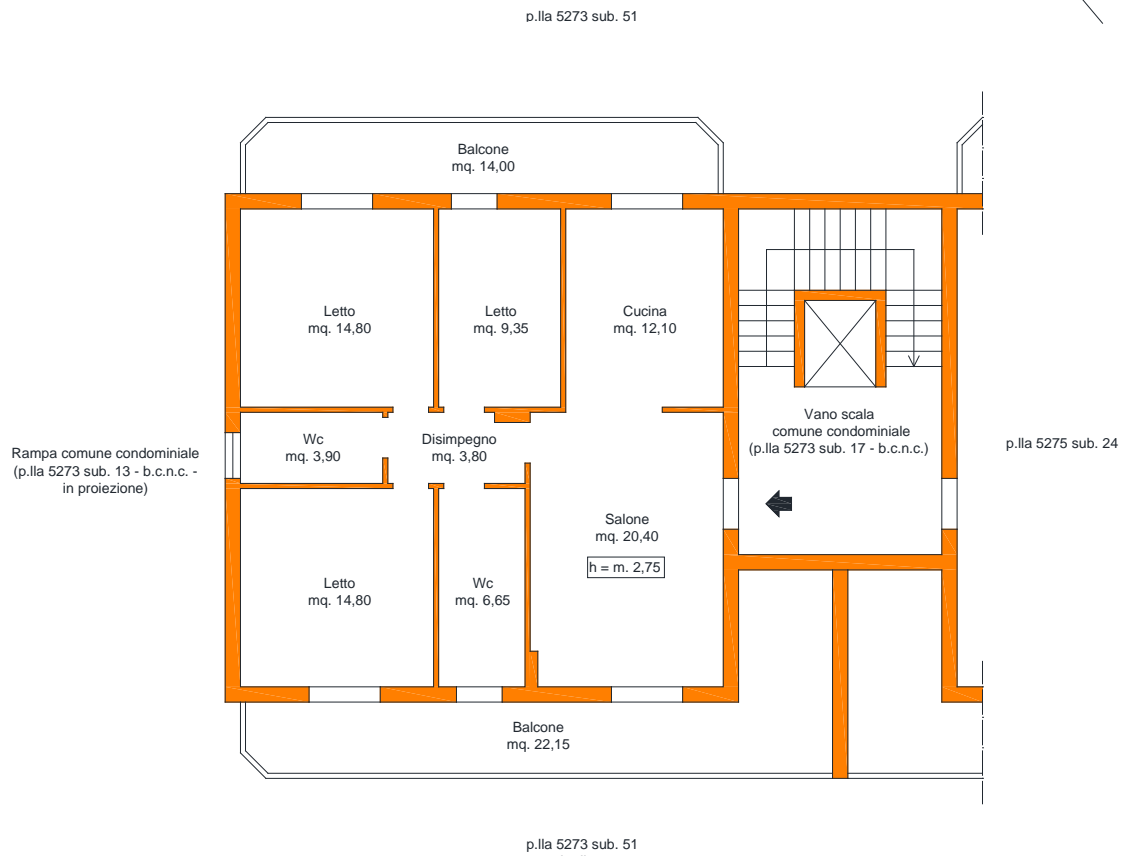 p.lla 5273 sub. 51
Balcone
mq. 14,00
Letto
mq. 14,80
Letto
mq. 9,35
Cucina
mq. 12,10
Vano scala
comune condominiale
(p.lla 5273 sub. 17 - b.c.n.c.)
Wc
mq. 3,90
Disimpegno
mq. 3,80
Rampa comune condominiale
(p.lla 5273 sub. 13 - b.c.n.c. -
in proiezione)
p.lla 5275 sub. 24
Salone
mq. 20,40
h = m. 2,75
Letto
mq. 14,80
Wc
mq. 6,65
Balcone
mq. 22,15
p.lla 5273 sub. 51